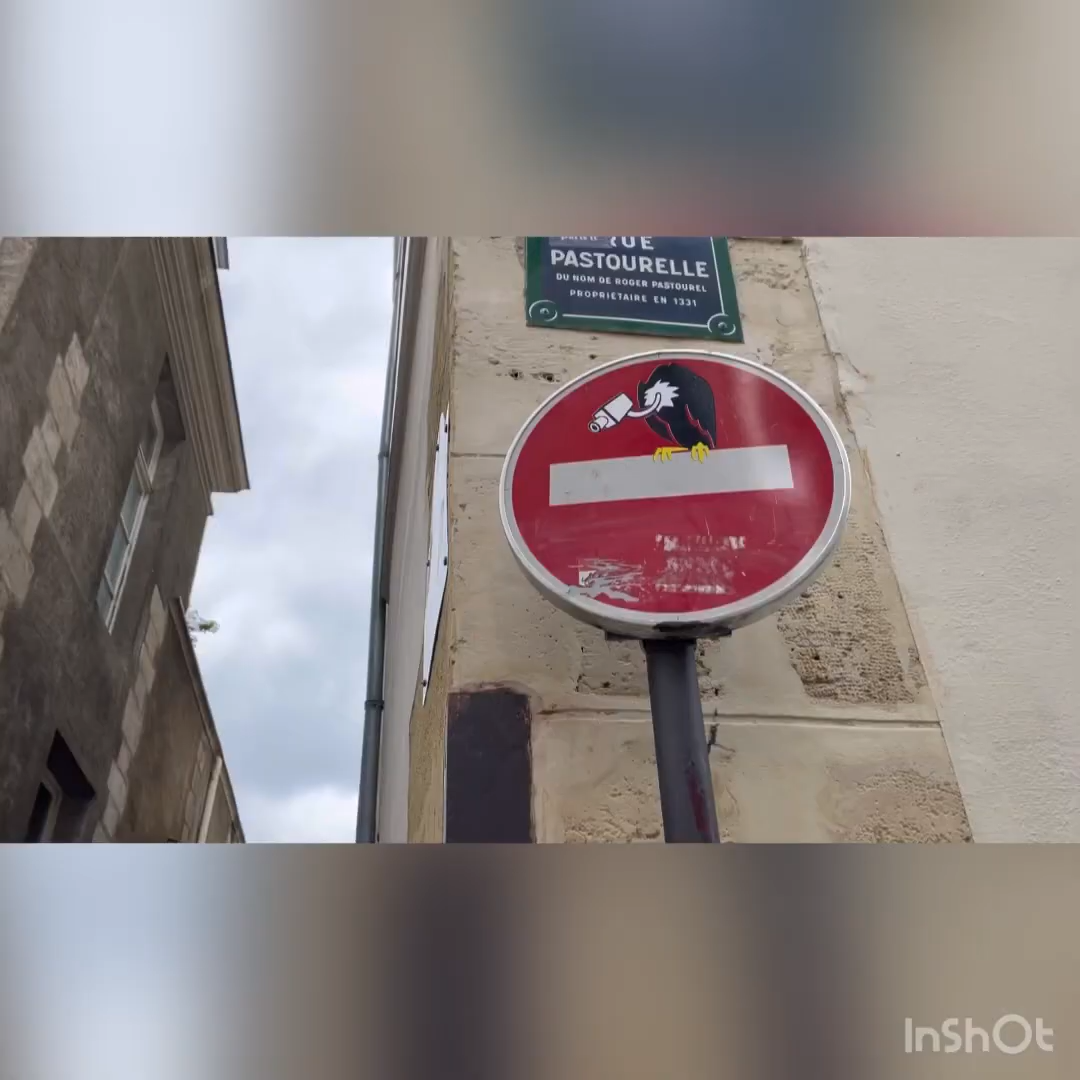 RUE
PASTOURELLE
DU NOM DE ROGER PASTOUREL
PROPRIÉTAIRE EN 1331
InShOt